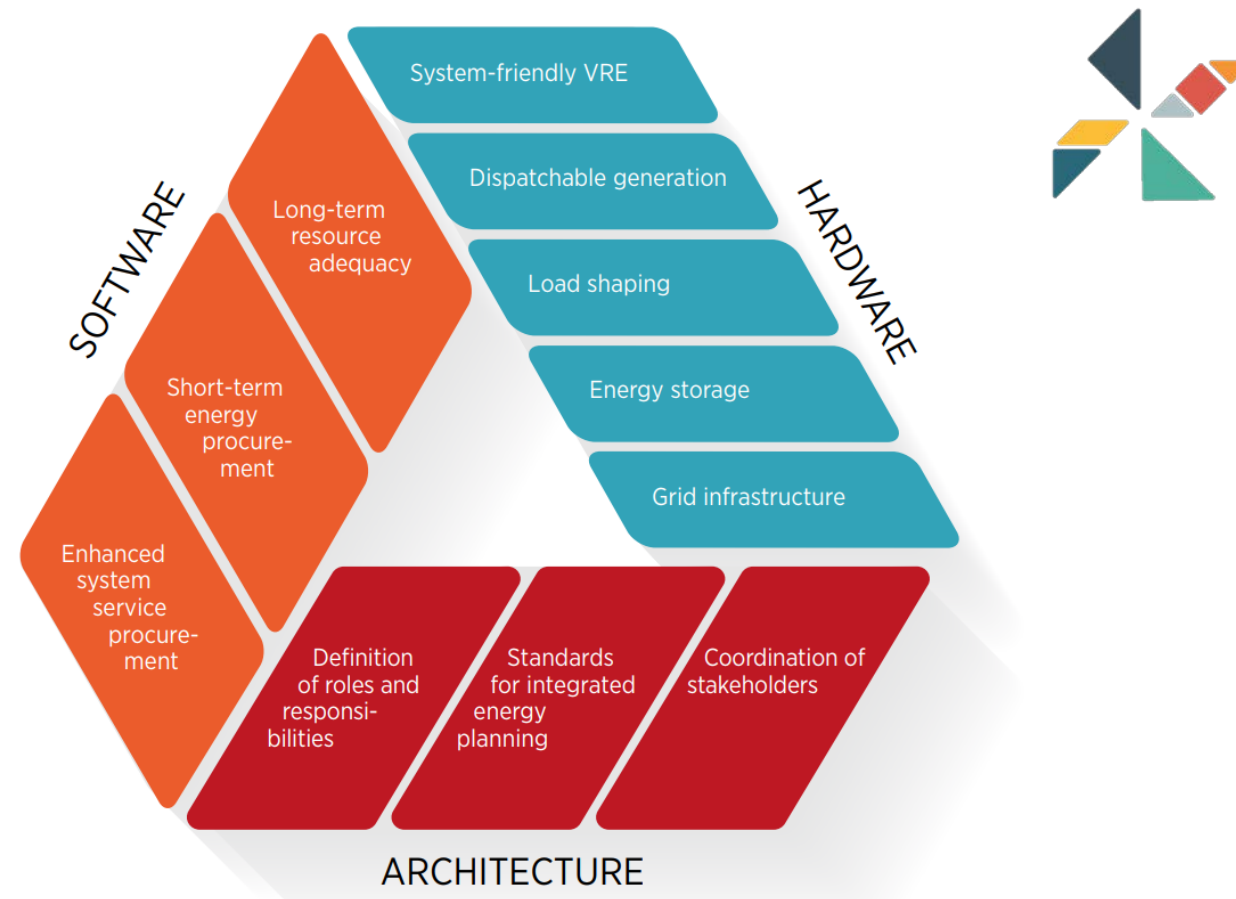 SOFTWARE
Long-term
resource
adequacy
Short-term
energy
procure-
ment
Enhanced
system
service
procure-
ment
HARDWARE
System-friendly VRE
Dispatchable generation
Load shaping
Energy storage
Grid infrastructure
Definition
of roles and
responsi-
bilities
Standards
for integrated
energy
planning
Coordination of
stakeholders
ARCHITECTURE